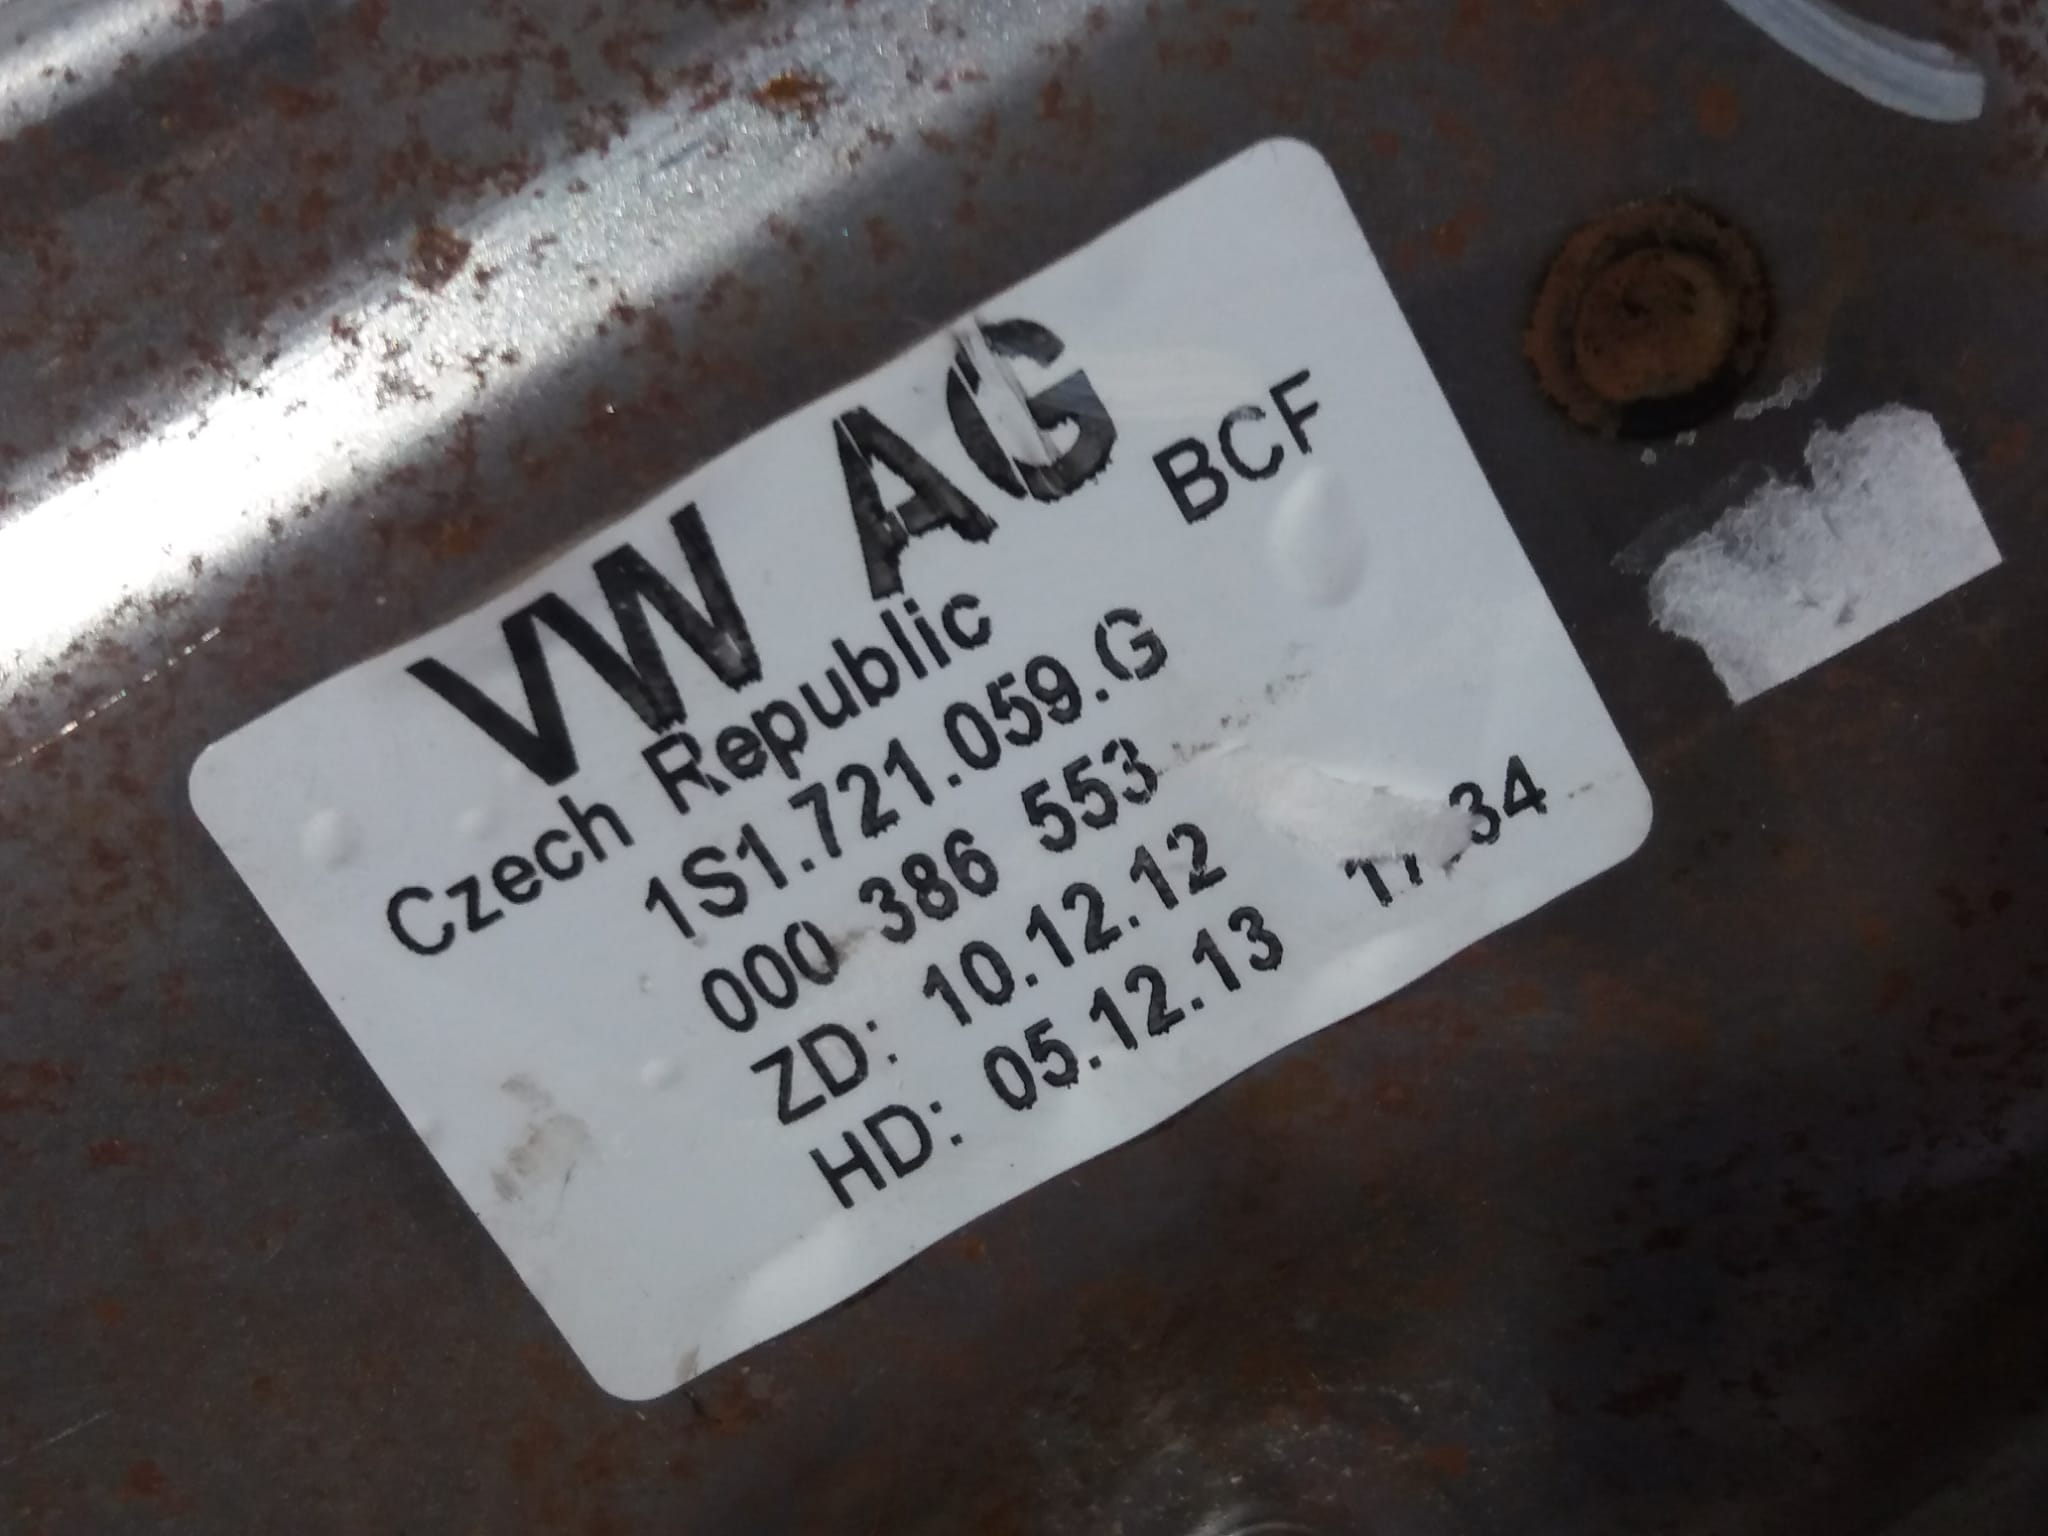 VW AG
Czech Republic BCF
1S1.721.059.G
000 386 553
ZD: 10.12.12
HD: 05.12.13